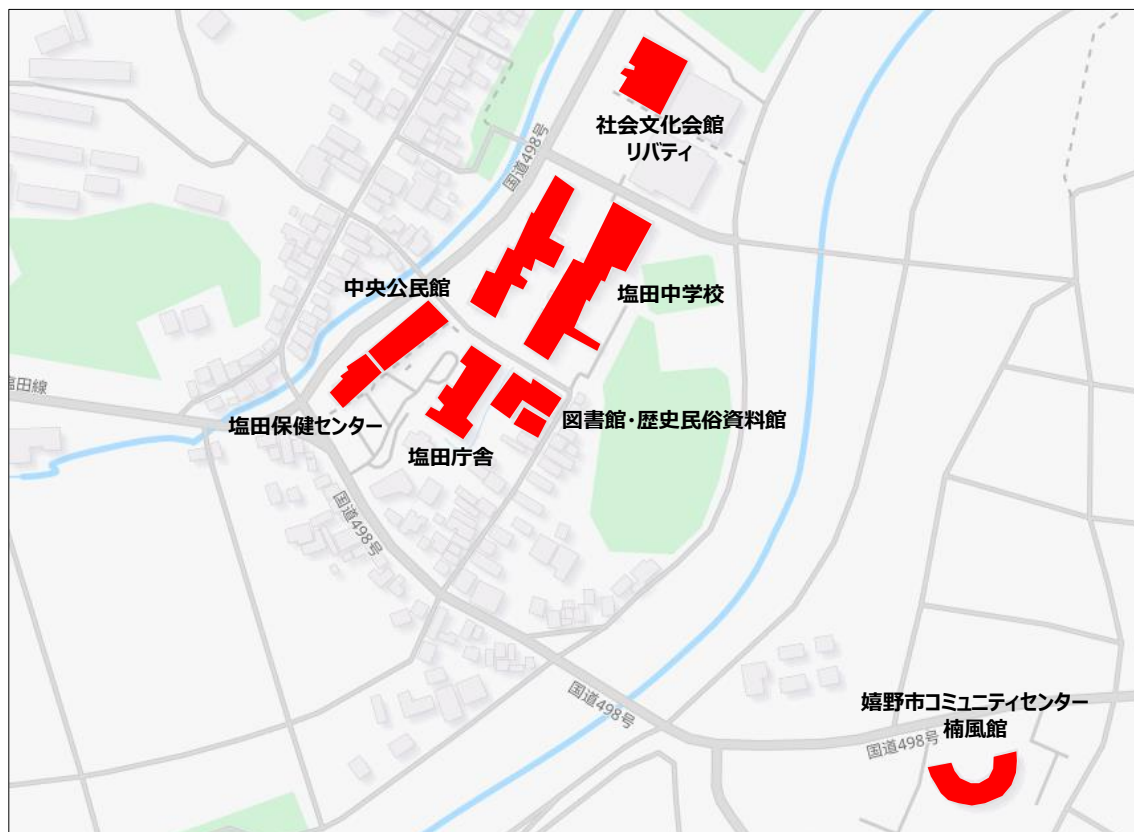 社会文化会館
リバティ
国道498号
中央公民館
塩田中学校
塩田線
塩田保健センター
図書館・歴史民俗資料館
塩田庁舎
国道498号
国道498号
嬉野市コミュニティセンター
楠風館
国道498号